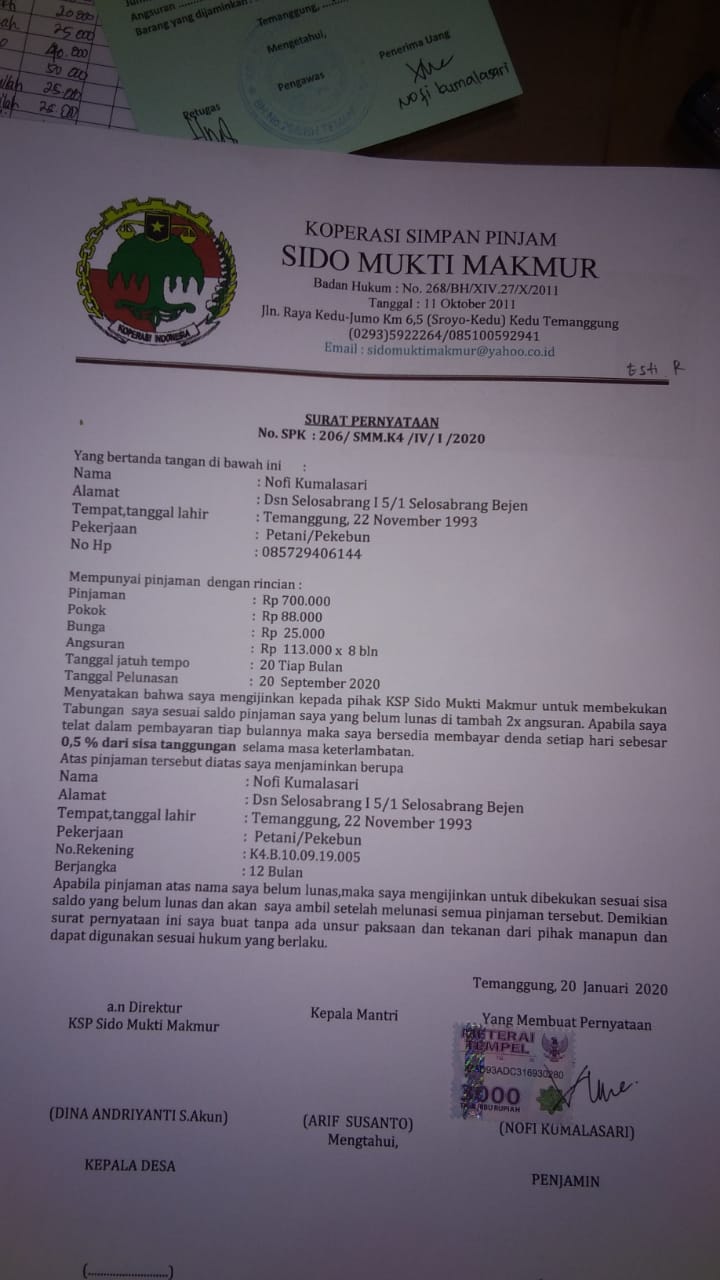 20.000
ah 25.000
40.000
50.000
25.000
25.000
Angsuran
Barang yang dijaminkan
Temanggung,
Mengetahui,
Pengawas
Penerima Uang
Nofi kumalasari
Petugas
KOPERASI INDONESIA
KOPERASI SIMPAN PINJAM
SIDO MUKTI MAKMUR
Badan Hukum : No. 268/BH/XIV.27/X/2011
Tanggal : 11 Oktober 2011
Jln. Raya Kedu-Jumo Km 6,5 (Sroyo-Kedu) Kedu Temanggung
(0293)5922264/085100592941
Email : sidomuktimakmur@yahoo.co.id
Esti R
SURAT PERNYATAAN
No. SPK : 206/ SMM.K4 /IV/ I /2020
Yang bertanda tangan di bawah ini :
Nama : Nofi Kumalasari
Alamat : Dsn Selosabrang I 5/1 Selosabrang Bejen
Tempat,tanggal lahir : Temanggung, 22 November 1993
Pekerjaan : Petani/Pekebun
No Hp : 085729406144
Mempunyai pinjaman dengan rincian :
Pinjaman : Rp 700.000
Pokok : Rp 88.000
Bunga : Rp 25.000
Angsuran : Rp 113.000 x 8 bln
Tanggal jatuh tempo : 20 Tiap Bulan
Tanggal Pelunasan : 20 September 2020
Menyatakan bahwa saya mengijinkan kepada pihak KSP Sido Mukti Makmur untuk membekukan
Tabungan saya sesuai saldo pinjaman saya yang belum lunas di tambah 2x angsuran. Apabila saya
telat dalam pembayaran tiap bulannya maka saya bersedia membayar denda setiap hari sebesar
0,5 % dari sisa tanggungan selama masa keterlambatan.
Atas pinjaman tersebut diatas saya menjaminkan berupa
Nama : Nofi Kumalasari
Alamat : Dsn Selosabrang I 5/1 Selosabrang Bejen
Tempat,tanggal lahir : Temanggung, 22 November 1993
Pekerjaan : Petani/Pekebun
No.Rekening : K4.B.10.09.19.005
Berjangka : 12 Bulan
Apabila pinjaman atas nama saya belum lunas,maka saya mengijinkan untuk dibekukan sesuai sisa
saldo yang belum lunas dan akan saya ambil setelah melunasi semua pinjaman tersebut. Demikian
surat pernyataan ini saya buat tanpa ada unsur paksaan dan tekanan dari pihak manapun dan
dapat digunakan sesuai hukum yang berlaku.
Temanggung, 20 Januari 2020
a.n Direktur
KSP Sido Mukti Makmur
Kepala Mantri
Yang Membuat Pernyataan
METERAI
TEMPEL
93ADC316930280
3000
(DINA ANDRIYANTI S.Akun)
(ARIF SUSANTO)
(NOFI KUMALASARI)
Mengtahui,
KEPALA DESA
PENJAMIN
(..........................)